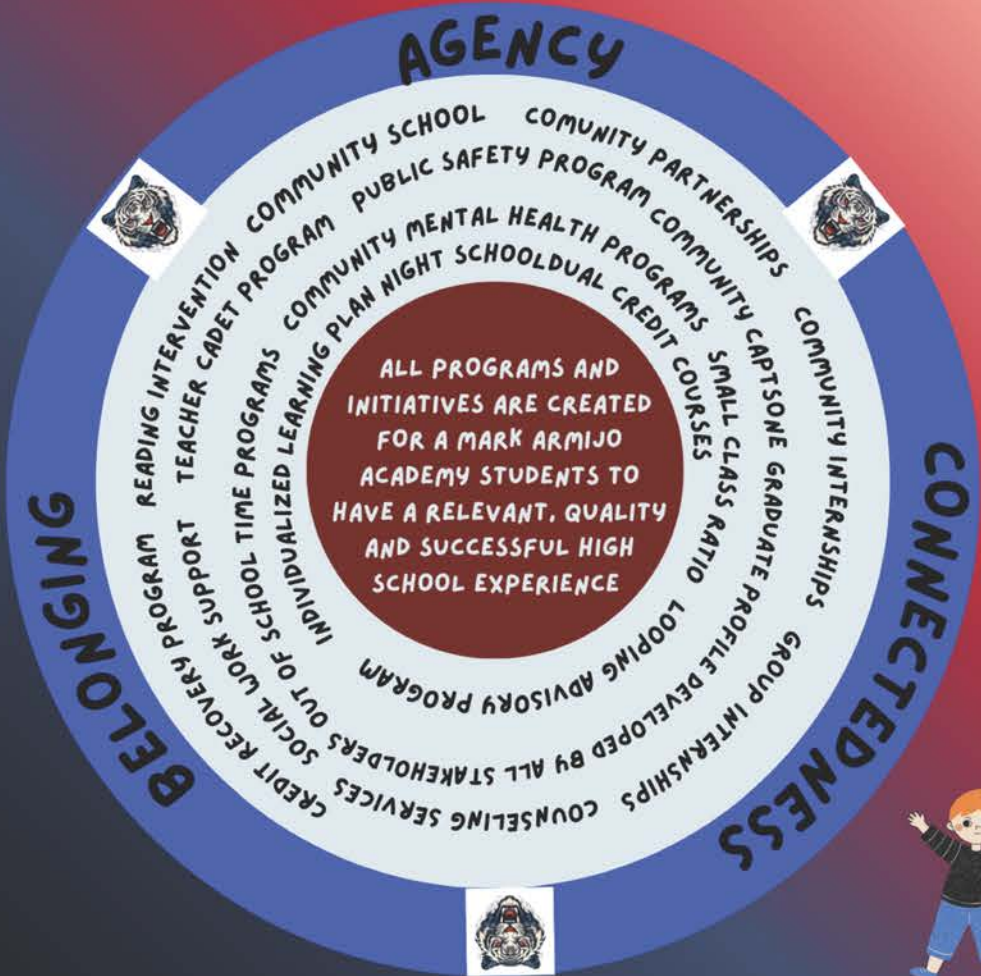 AGENCY
CONNECTEDNESS
BELONGING
CREDIT RECOVERY PROGRAM READING INTERVENTION COMMUNITY SCHOOL COMUNITY PARTNERSHIPS COMMUNITY INTERNSHIPS GROUP INTERNSHIPS COUNSELING SERVICES
SOCIAL WORK SUPPORT TEACHER CADET PROGRAM PUBLIC SAFETY PROGRAM COMMUNITY CAPTSONE GRADUATE PROFILE DEVELOPED BY ALL STAKEHOLDERS
OUT OF SCHOOL TIME PROGRAMS COMMUNITY MENTAL HEALTH PROGRAMS SMALL CLASS RATIO LOOPING ADVISORY PROGRAM
INDIVIDUALIZED LEARNING PLAN NIGHT SCHOOLDUAL CREDIT COURSES
ALL PROGRAMS AND
INITIATIVES ARE CREATED
FOR A MARK ARMIJO
ACADEMY STUDENTS TO
HAVE A RELEVANT, QUALITY
AND SUCCESSFUL HIGH
SCHOOL EXPERIENCE